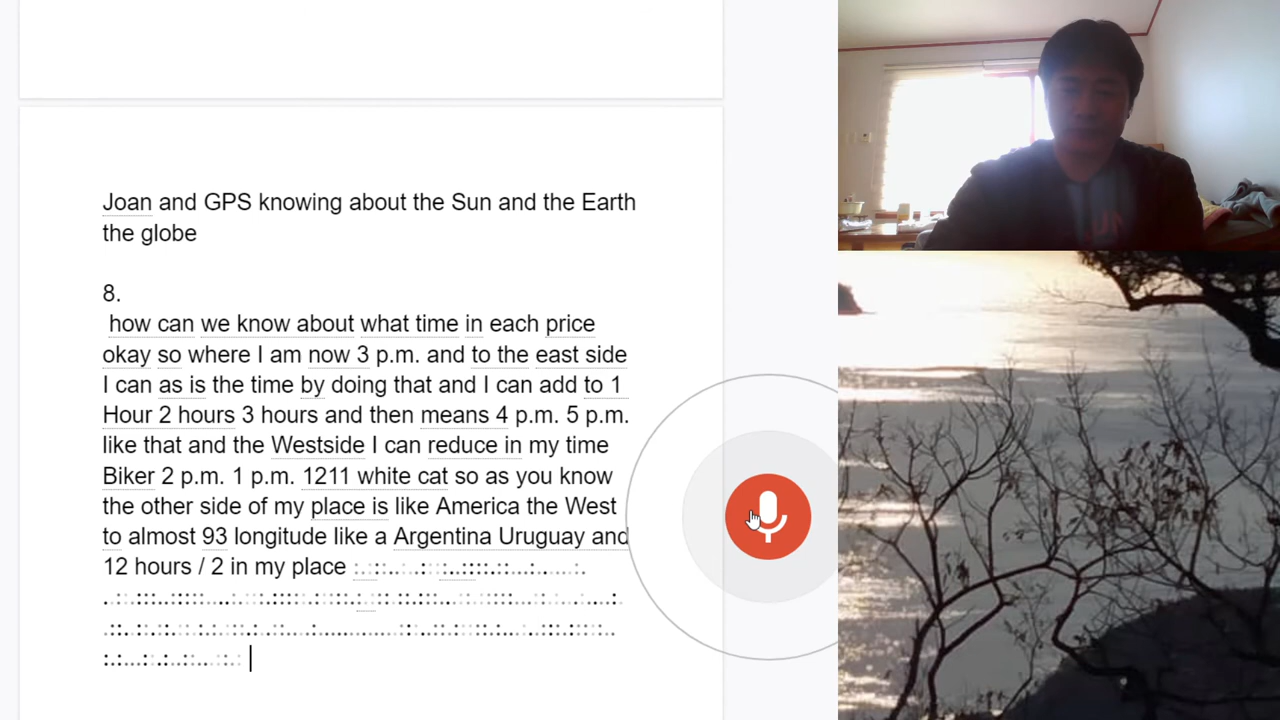 Joan and GPS knowing about the Sun and the Earth
the globe
8.
how can we know about what time in each price
okay so where I am now 3 p.m. and to the east side
I can as is the time by doing that and I can add to 1
Hour 2 hours 3 hours and then means 4 p.m. 5 p.m.
like that and the Westside I can reduce in my time
Biker 2 p.m. 1 p.m. 1211 white cat so as you know
the other side of my place is like America the West
to almost 93 longitude like a Argentina Uruguay and
12 hours / 2 in my place